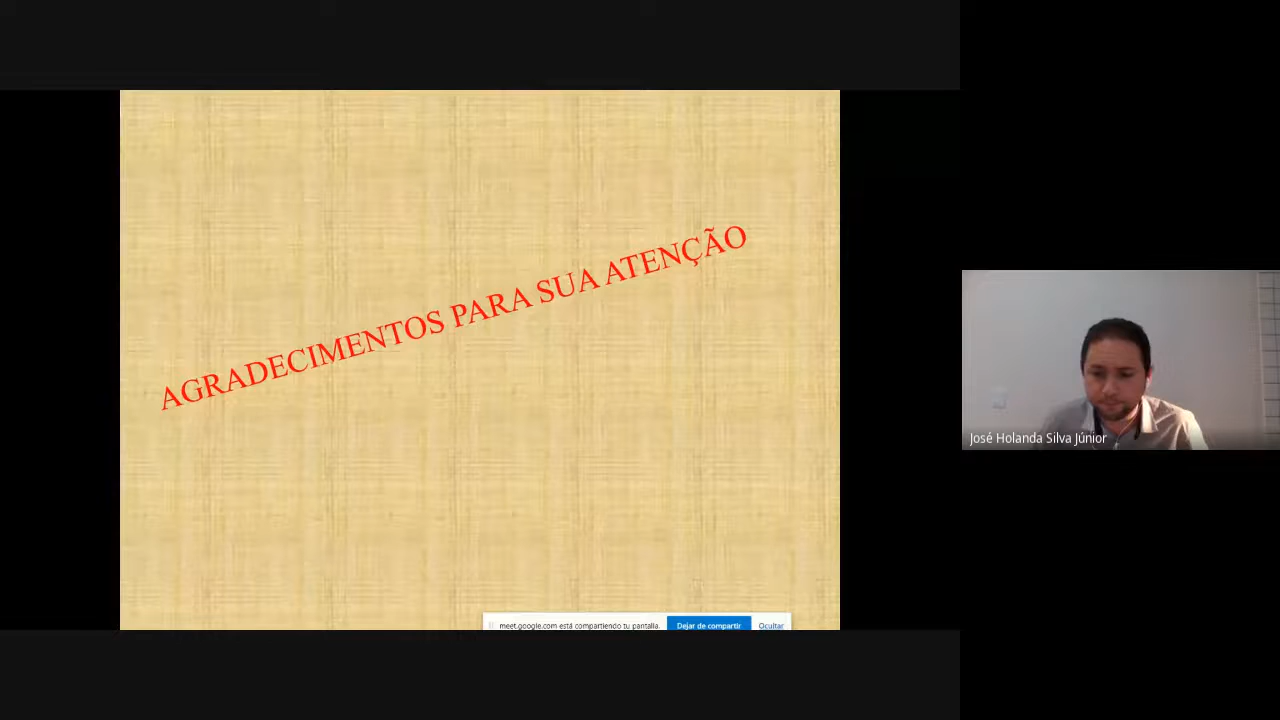 AGRADECIMENTOS PARA SUA ATENÇÃO
José Holanda Silva Júnior
meet.google.com está compartiendo tu pantalla. Dejar de compartir Ocultar